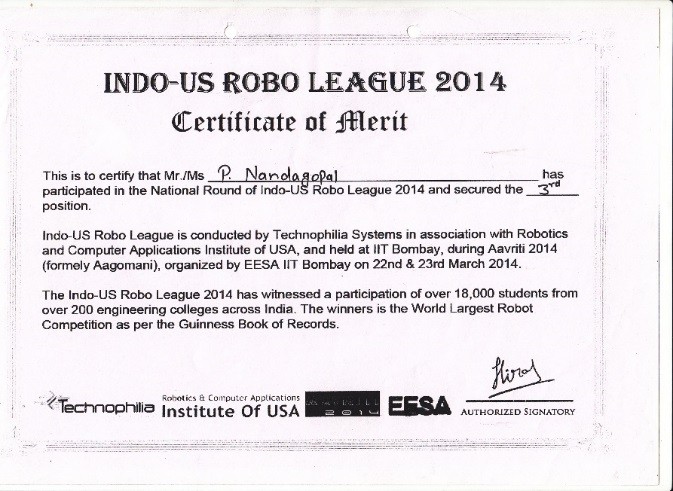 INDO-US ROBO LEAGUE 2014
Certificate of Merit
This is to certify that Mr./Ms P. Nandagopal has
participated in the National Round of Indo-US Robo League 2014 and secured the 3rd
position.
Indo-US Robo League is conducted by Technophilia Systems in association with Robotics
and Computer Applications Institute of USA, and held at IIT Bombay, during Aavriti 2014
(formely Aagomani), organized by EESA IIT Bombay on 22nd & 23rd March 2014.
The Indo-US Robo League 2014 has witnessed a participation of over 18,000 students from
over 200 engineering colleges across India. The winners is the World Largest Robot
Competition as per the Guinness Book of Records.
Technophilia
Robotics & Computer Applications
Institute Of USA
2014
EESA
AUTHORIZED SIGNATORY